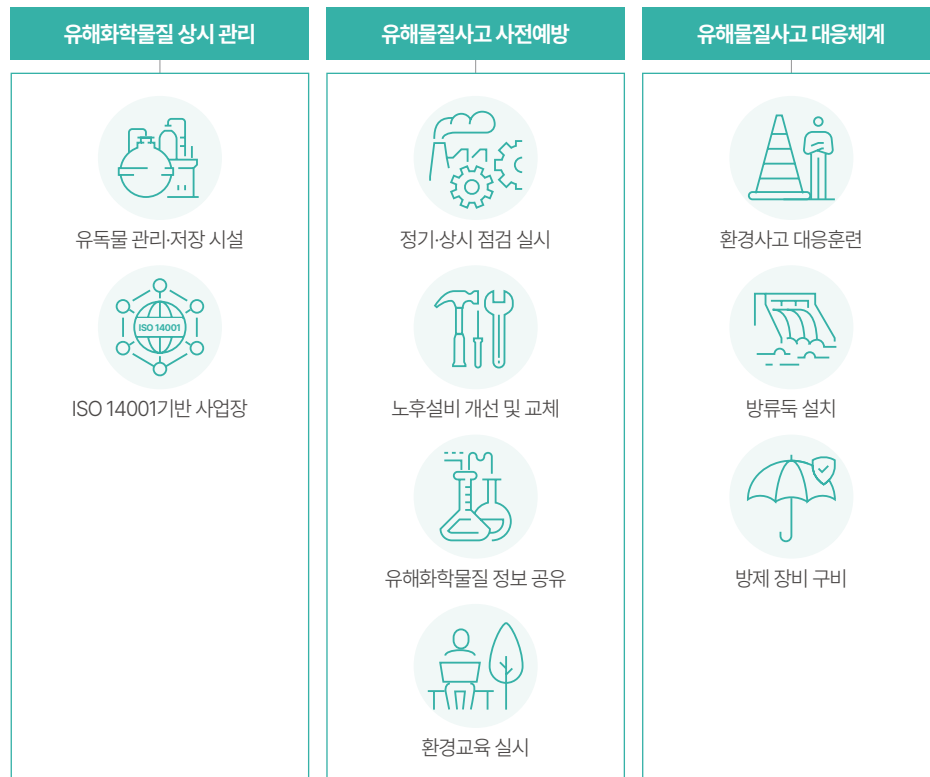 유해화학물질 상시 관리
유독물 관리·저장 시설
ISO 14001
ISO 14001기반 사업장
유해물질사고 사전예방
정기·상시 점검 실시
노후설비 개선 및 교체
유해화학물질 정보 공유
환경교육 실시
유해물질사고 대응체계
환경사고 대응훈련
방류둑 설치
방제 장비 구비